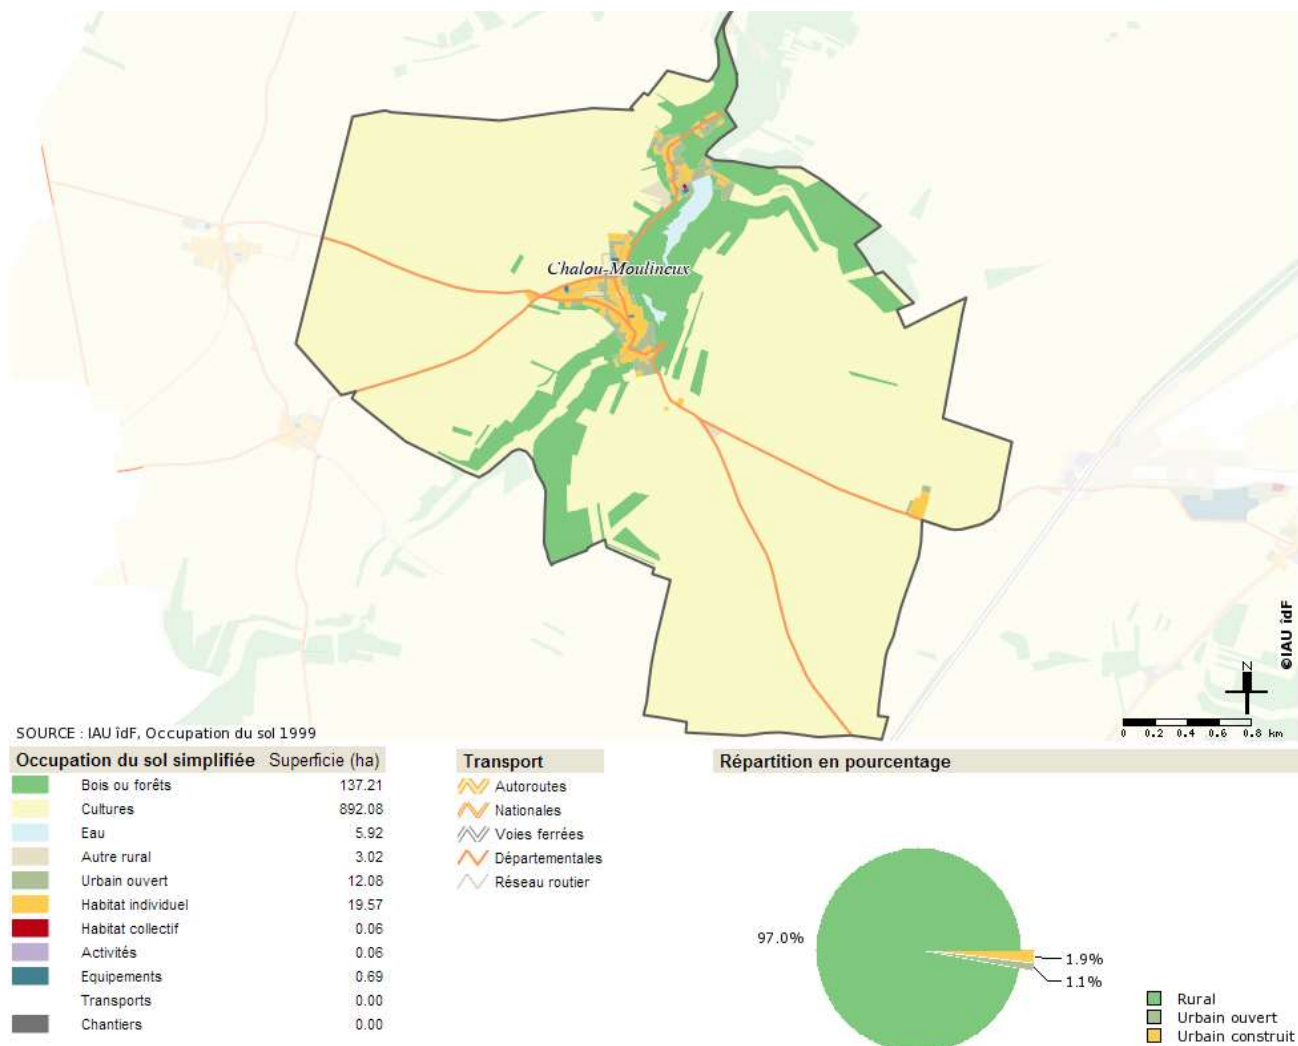 Chalou-Moulineux
©IAU îdF
N
0 0.2 0.4 0.6 0.8 km
SOURCE : IAU îdF, Occupation du sol 1999
Occupation du sol simplifiée Superficie (ha)
Bois ou forêts 137.21
Cultures 892.08
Eau 5.92
Autre rural 3.02
Urbain ouvert 12.08
Habitat individuel 19.57
Habitat collectif 0.06
Activités 0.06
Equipements 0.69
Transports 0.00
Chantiers 0.00
Transport
Autoroutes
Nationales
Voies ferrées
Départementales
Réseau routier
Répartition en pourcentage
97.0%
1.9%
1.1%
Rural
Urbain ouvert
Urbain construit